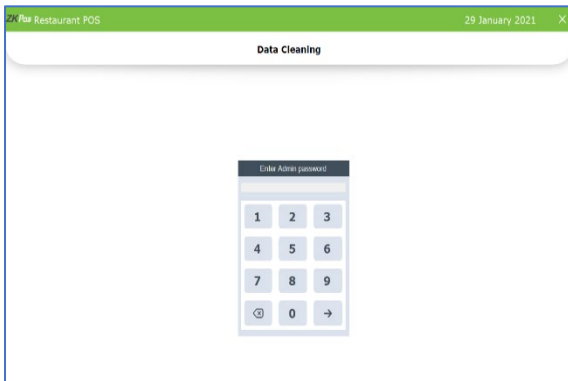 ZKPos Restaurant POS 29 January 2021 X
Data Cleaning
Enter Admin password
1 2 3
4 5 6
7 8 9
0